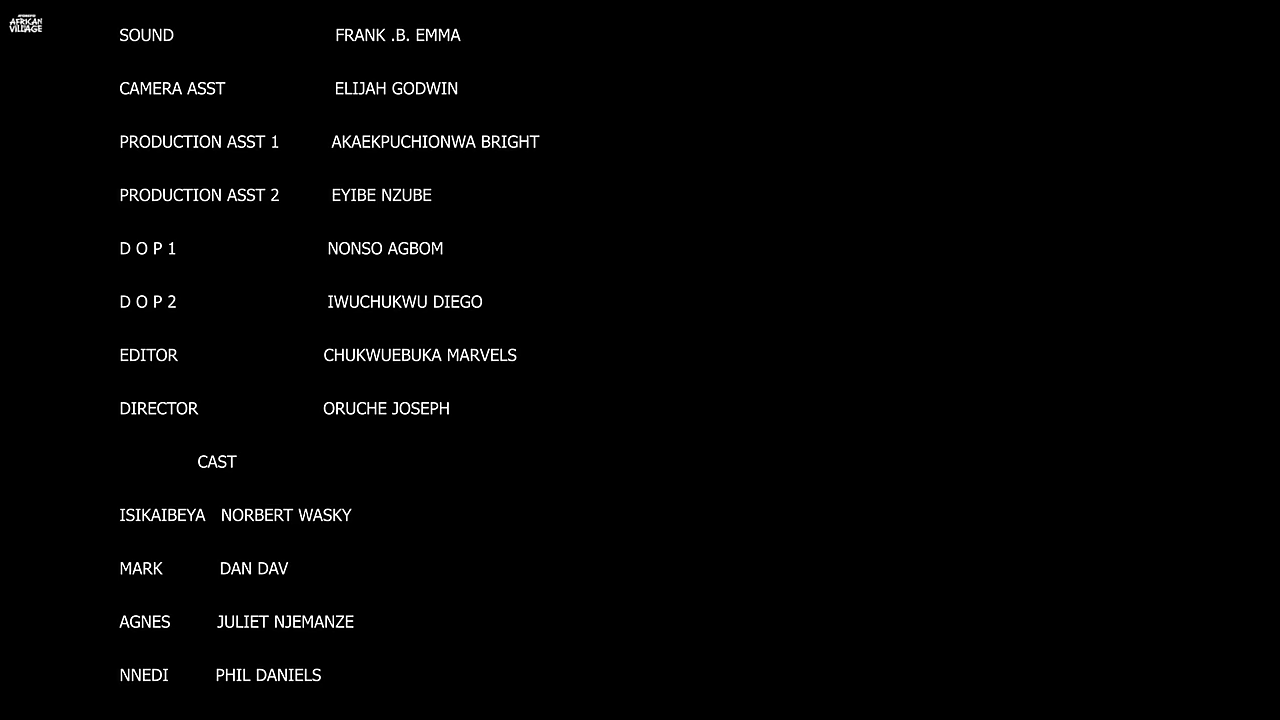 AFRICAN
VILLAGE
SOUND FRANK .B. EMMA
CAMERA ASST ELIJAH GODWIN
PRODUCTION ASST 1 AKAEKPUCHIONWA BRIGHT
PRODUCTION ASST 2 EYIBE NZUBE
D O P 1 NONSO AGBOM
D O P 2 IWUCHUKWU DIEGO
EDITOR CHUKWUEBUKA MARVELS
DIRECTOR ORUCHE JOSEPH
CAST
ISIKAIBEYA NORBERT WASKY
MARK DAN DAV
AGNES JULIET NJEMANZE
NNEDI PHIL DANIELS